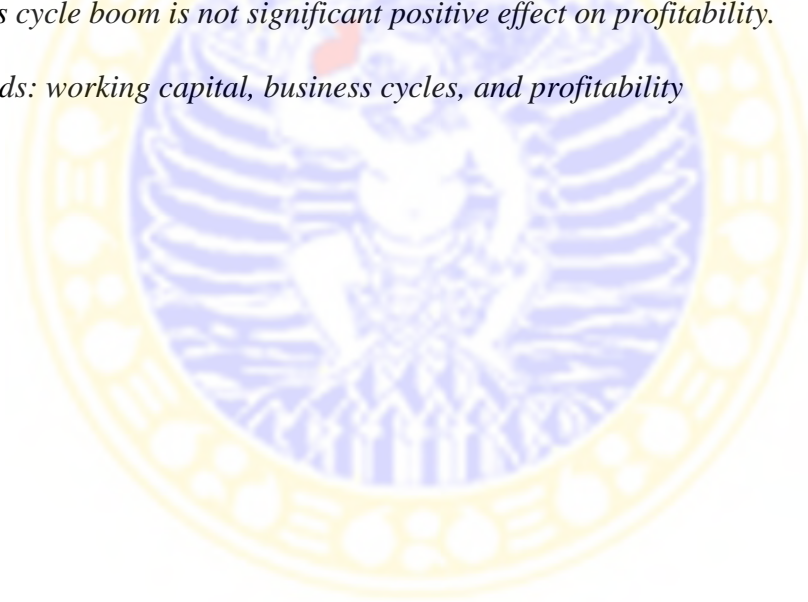 s cycle boom is not significant positive effect on profitability.
ds: working capital, business cycles, and profitability